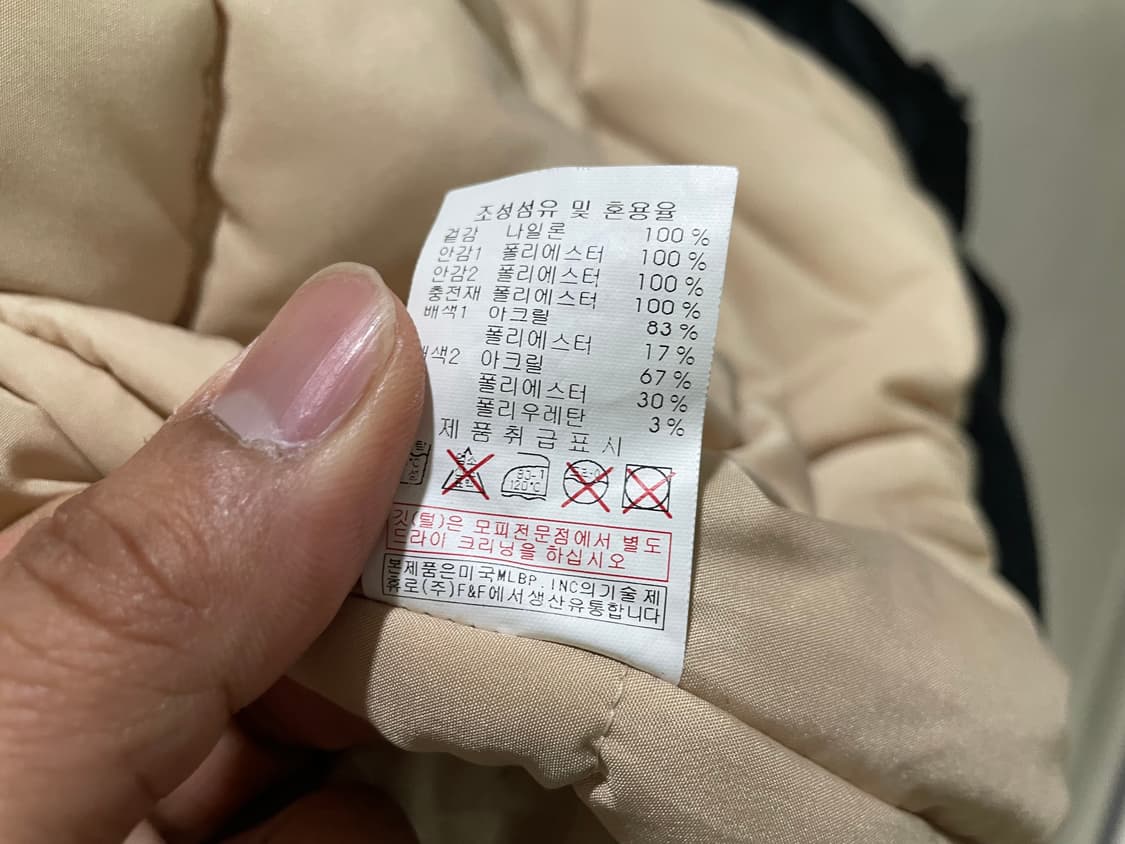 조성섬유 및 혼용율
겉감 나일론 100 %
안감1 폴리에스터 100 %
안감2 폴리에스터 100 %
충전재 폴리에스터 100 %
배색1 아크릴 83 %
폴리에스터 17 %
색2 아크릴 67 %
폴리에스터 30 %
폴리우레탄 3 %
제품취급표시
80-120℃
깃(털)은 모피전문점에서 별도
드라이 크리닝을 하십시오
본제품은미국MLBP.INC의기술제
휴로(주)F&F에서생산유통합니다